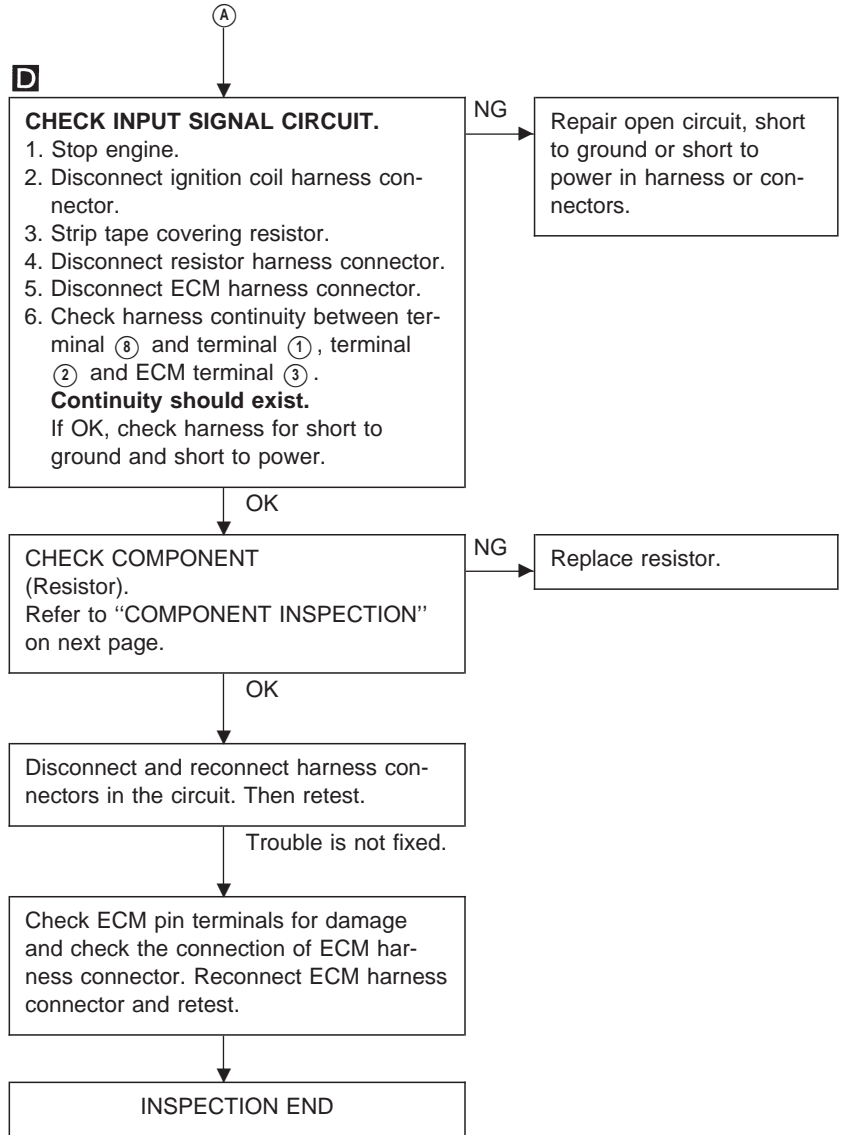 A
D
CHECK INPUT SIGNAL CIRCUIT.
1. Stop engine.
2. Disconnect ignition coil harness con-
nector.
3. Strip tape covering resistor.
4. Disconnect resistor harness connector.
5. Disconnect ECM harness connector.
6. Check harness continuity between ter-
minal ⑧ and terminal ①, terminal
② and ECM terminal ③.
Continuity should exist.
If OK, check harness for short to
ground and short to power.
NG
Repair open circuit, short
to ground or short to
power in harness or con-
nectors.
OK
CHECK COMPONENT
(Resistor).
Refer to ‘‘COMPONENT INSPECTION’’
on next page.
NG
Replace resistor.
OK
Disconnect and reconnect harness con-
nectors in the circuit. Then retest.
Trouble is not fixed.
Check ECM pin terminals for damage
and check the connection of ECM har-
ness connector. Reconnect ECM harness
connector and retest.
INSPECTION END